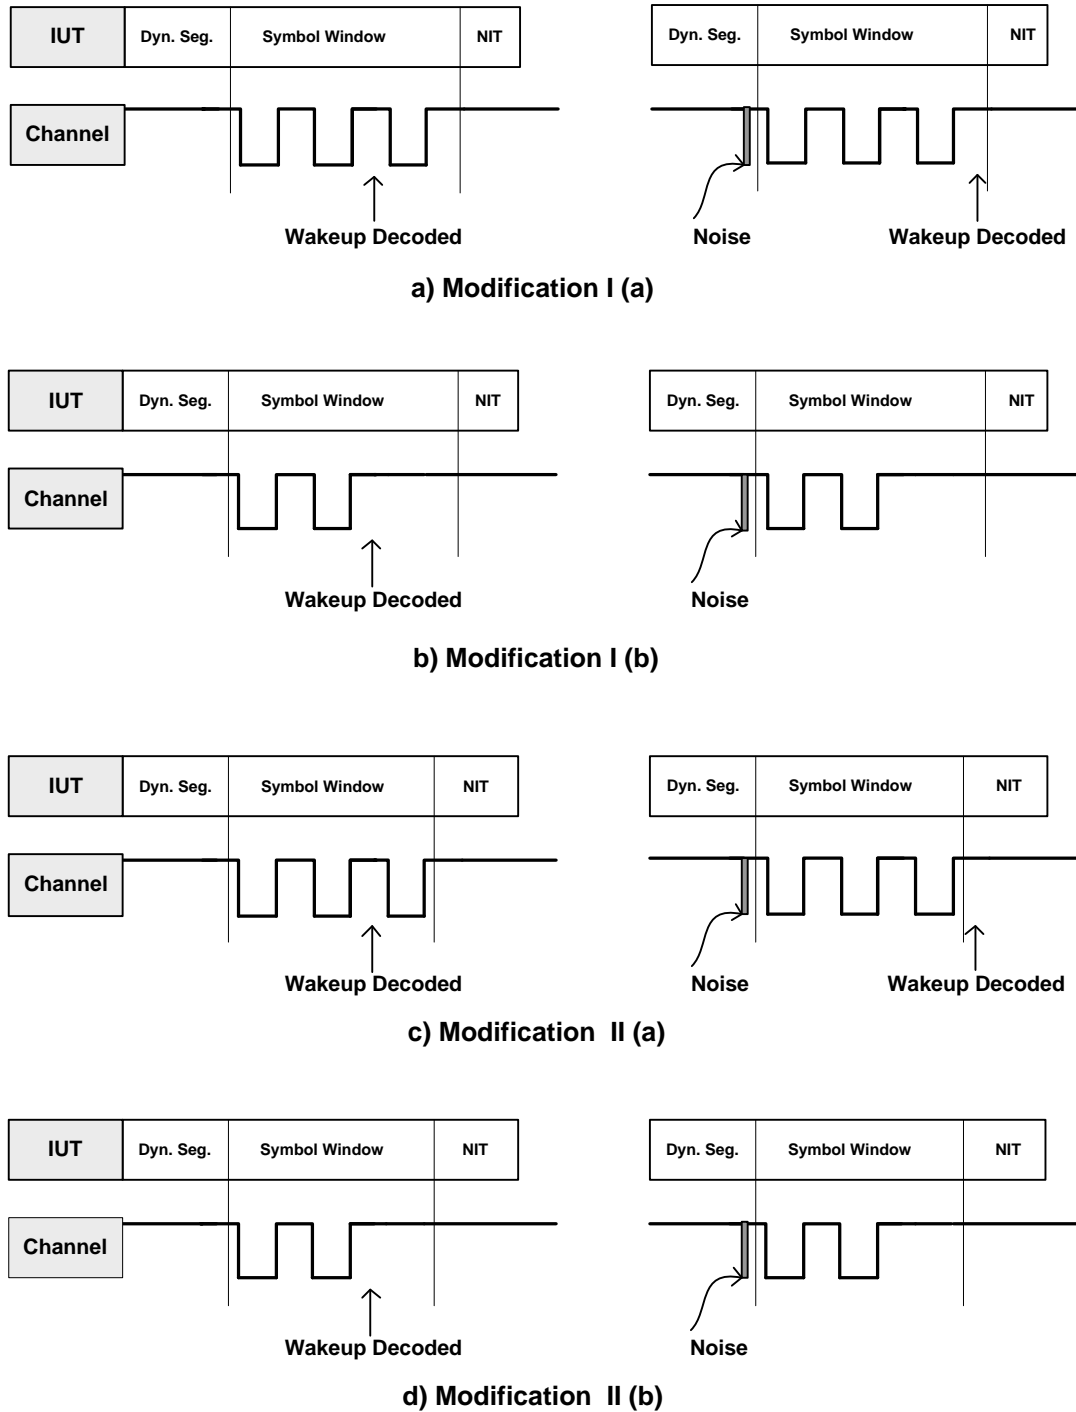 IUT Dyn. Seg. Symbol Window NIT Dyn. Seg. Symbol Window NIT
Channel
Wakeup Decoded Noise Wakeup Decoded
a) Modification I (a)
IUT Dyn. Seg. Symbol Window NIT Dyn. Seg. Symbol Window NIT
Channel
Wakeup Decoded Noise
b) Modification I (b)
IUT Dyn. Seg. Symbol Window NIT Dyn. Seg. Symbol Window NIT
Channel
Wakeup Decoded Noise Wakeup Decoded
c) Modification II (a)
IUT Dyn. Seg. Symbol Window NIT Dyn. Seg. Symbol Window NIT
Channel
Wakeup Decoded Noise
d) Modification II (b)